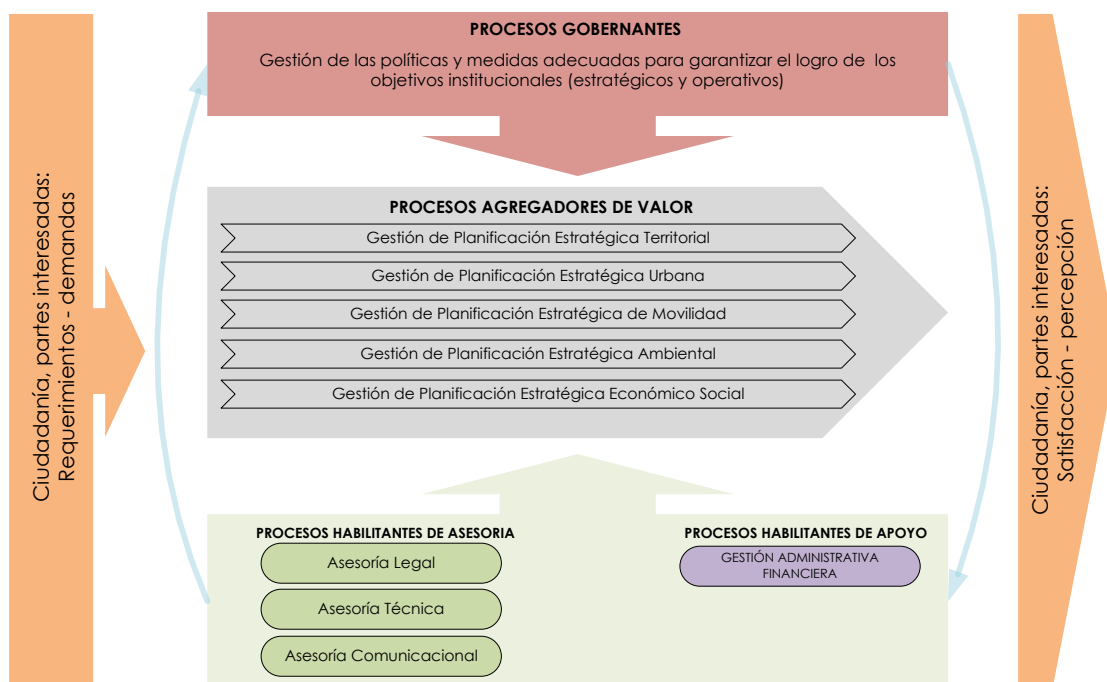 Ciudadanía, partes interesadas:
Requerimientos - demandas
PROCESOS GOBERNANTES
Gestión de las políticas y medidas adecuadas para garantizar el logro de los
objetivos institucionales (estratégicos y operativos)
PROCESOS AGREGADORES DE VALOR
Gestión de Planificación Estratégica Territorial
Gestión de Planificación Estratégica Urbana
Gestión de Planificación Estratégica de Movilidad
Gestión de Planificación Estratégica Ambiental
Gestión de Planificación Estratégica Económico Social
PROCESOS HABILITANTES DE ASESORIA
Asesoría Legal
Asesoría Técnica
Asesoría Comunicacional
PROCESOS HABILITANTES DE APOYO
GESTIÓN ADMINISTRATIVA
FINANCIERA
Ciudadanía, partes interesadas:
Satisfacción - percepción